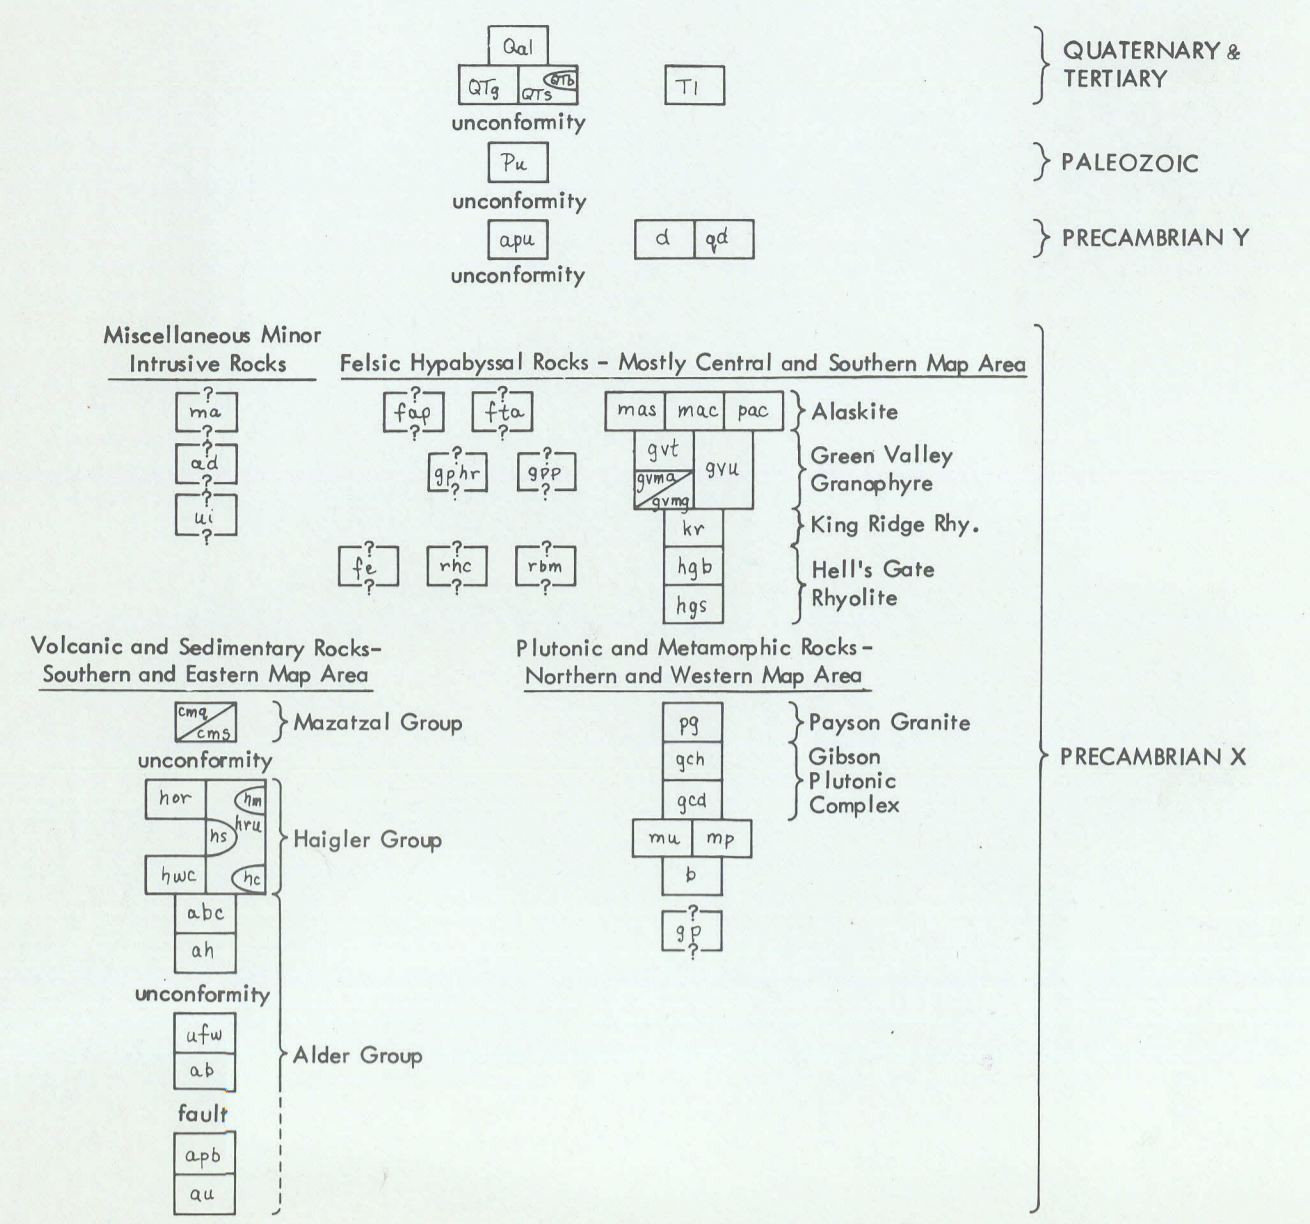 Qal
QTg QTs QTb
Tl
QUATERNARY &
TERTIARY
unconformity
Pu
PALEOZOIC
unconformity
apu
d qd
PRECAMBRIAN Y
unconformity
Miscellaneous Minor
Intrusive Rocks
? ma ?
? ad ?
? ui ?
Felsic Hypabyssal Rocks - Mostly Central and Southern Map Area
? fap ?
? fta ?
mas mac pac
Alaskite
? gphr ?
? gpp ?
gvt
gvma
gvmg
gvu
Green Valley
Granophyre
kr
King Ridge Rhy.
? fe ?
? rhc ?
? rbm ?
hgb
hgs
Hell's Gate
Rhyolite
Volcanic and Sedimentary Rocks-
Southern and Eastern Map Area
cmq
cms
Mazatzal Group
unconformity
hor
hm
hru
hs
hwc
hc
Haigler Group
abc
ah
unconformity
ufw
ab
Alder Group
fault
apb
au
Plutonic and Metamorphic Rocks-
Northern and Western Map Area
pg
Payson Granite
gch
gcd
Gibson
Plutonic
Complex
mu mp
b
? gp ?
PRECAMBRIAN X